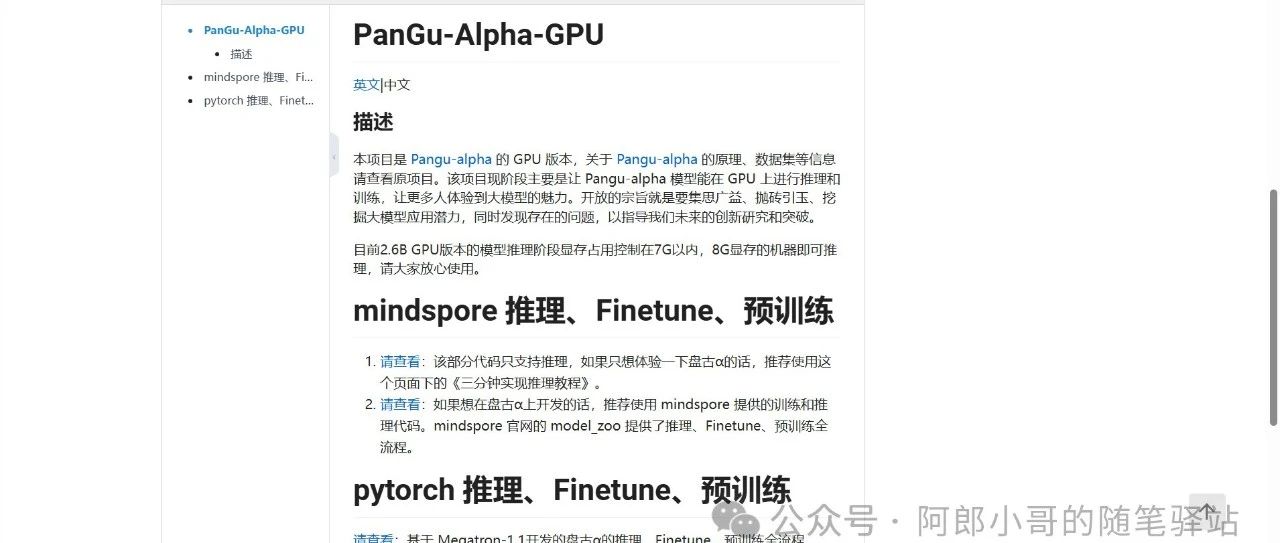 PanGu-Alpha-GPU
描述
mindspore 推理、Fi...
pytorch 推理、Finet...
PanGu-Alpha-GPU
英文|中文
描述
本项目是 Pangu-alpha 的 GPU 版本，关于 Pangu-alpha 的原理、数据集等信息
请查看原项目。该项目现阶段主要是让 Pangu-alpha 模型能在 GPU 上进行推理和
训练，让更多人体验到大模型的魅力。开放的宗旨就是要集思广益、抛砖引玉、挖
掘大模型应用潜力，同时发现存在的问题，以指导我们未来的创新研究和突破。
目前2.6B GPU版本的模型推理阶段显存占用控制在7G以内，8G显存的机器即可推
理，请大家放心使用。
mindspore 推理、Finetune、预训练
1. 请查看：该部分代码只支持推理，如果只想体验一下盘古α的话，推荐使用这
个页面下的《三分钟实现推理教程》。
2. 请查看：如果想在盘古α上开发的话，推荐使用 mindspore 提供的训练和推
理代码。mindspore 官网的 model_zoo 提供了推理、Finetune、预训练全
流程。
pytorch 推理、Finetune、预训练
请查看：基于 Megatron-1.1开发的盘古α的推理、Finetune、预训练全流程
公众号 · 阿郎小哥的随笔驿站